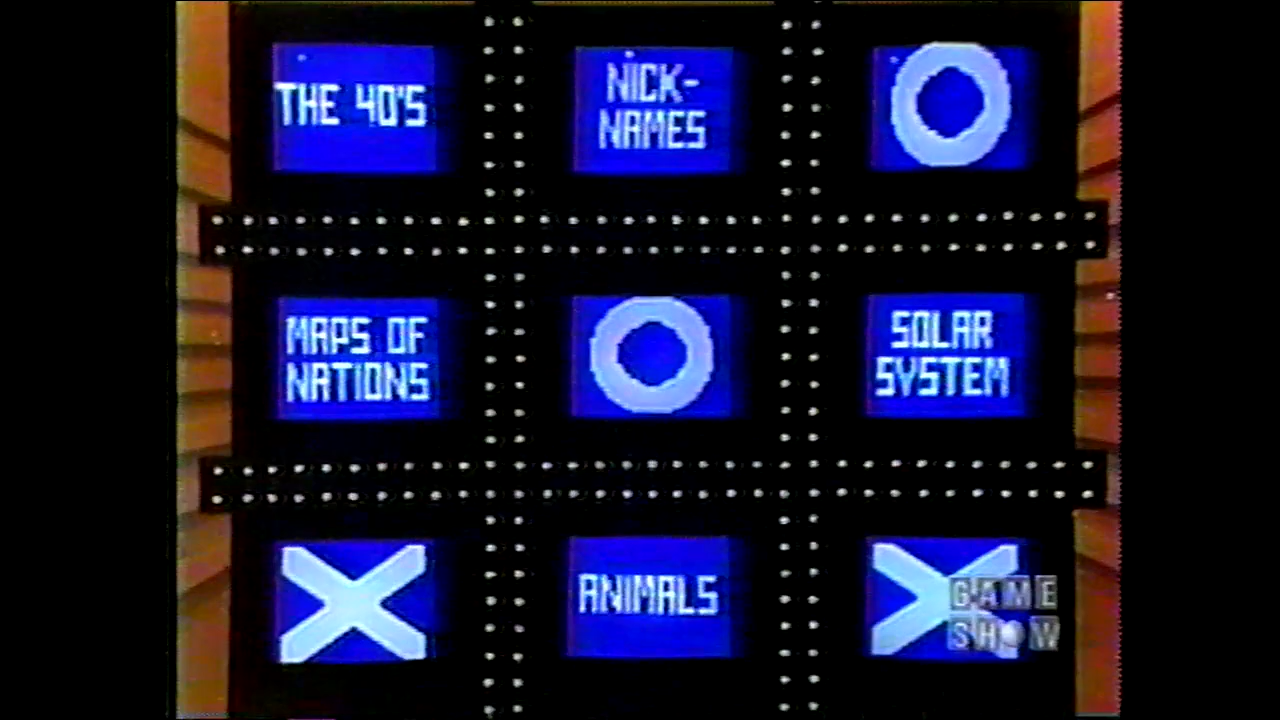 THE 40'S
NICK-
NAMES
O
MAPS OF
NATIONS
O
SOLAR
SYSTEM
X
ANIMALS
X
GAME
SHOW